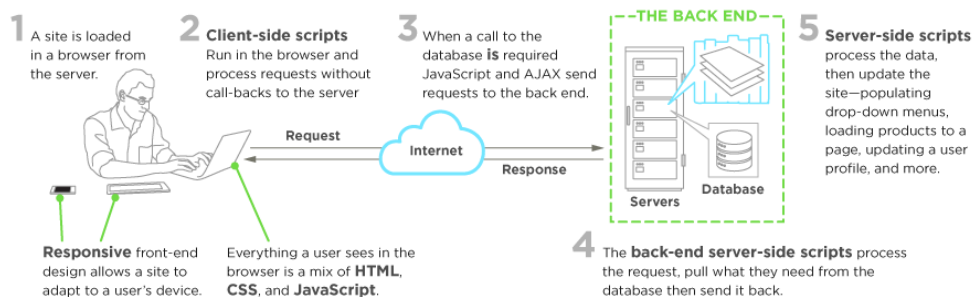 1 A site is loaded
in a browser from
the server.
2 Client-side scripts
Run in the browser and
process requests without
call-backs to the server
3 When a call to the
database is required
JavaScript and AJAX send
requests to the back end.
THE BACK END
Servers
Database
5 Server-side scripts
process the data,
then update the
site—populating
drop-down menus,
loading products to a
page, updating a user
profile, and more.
Request
Internet
Response
Responsive front-end
design allows a site to
adapt to a user's device.
Everything a user sees in the
browser is a mix of HTML,
CSS, and JavaScript.
4 The back-end server-side scripts process
the request, pull what they need from the
database then send it back.